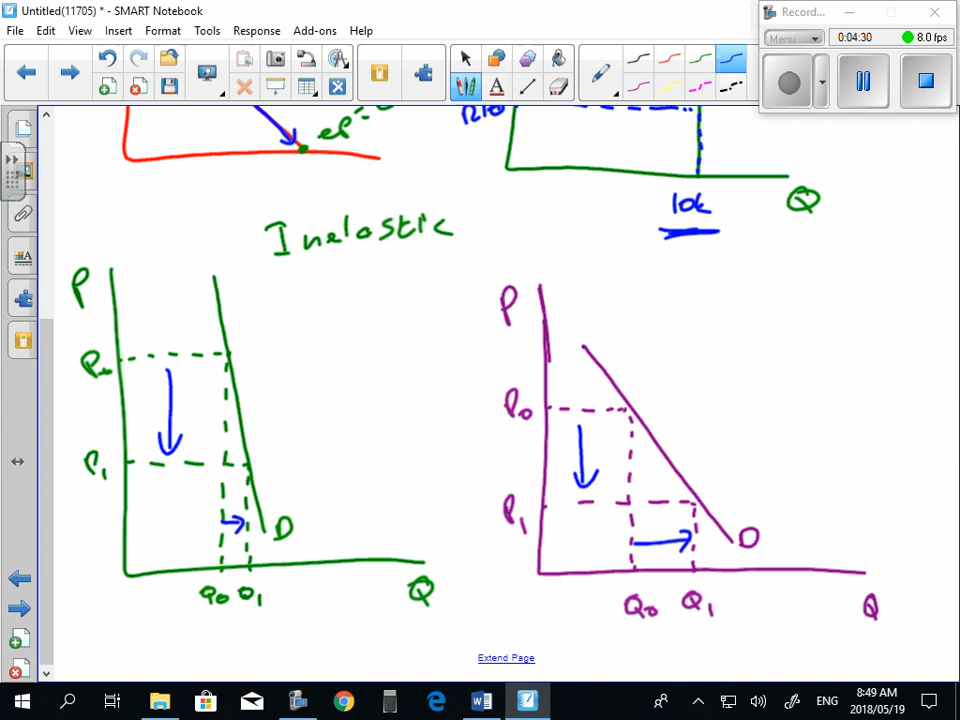 Untitled(11705) * - SMART Notebook
File Edit View Insert Format Tools Response Add-ons Help
Record...
Menu
0:04:30
8.0 fps
10k
Q
Inelastic
P
P0
P1
D
Q0 Q1
Q
P
P0
P1
D
Q0 Q1
Q
Extend Page
ENG
8:49 AM
2018/05/19